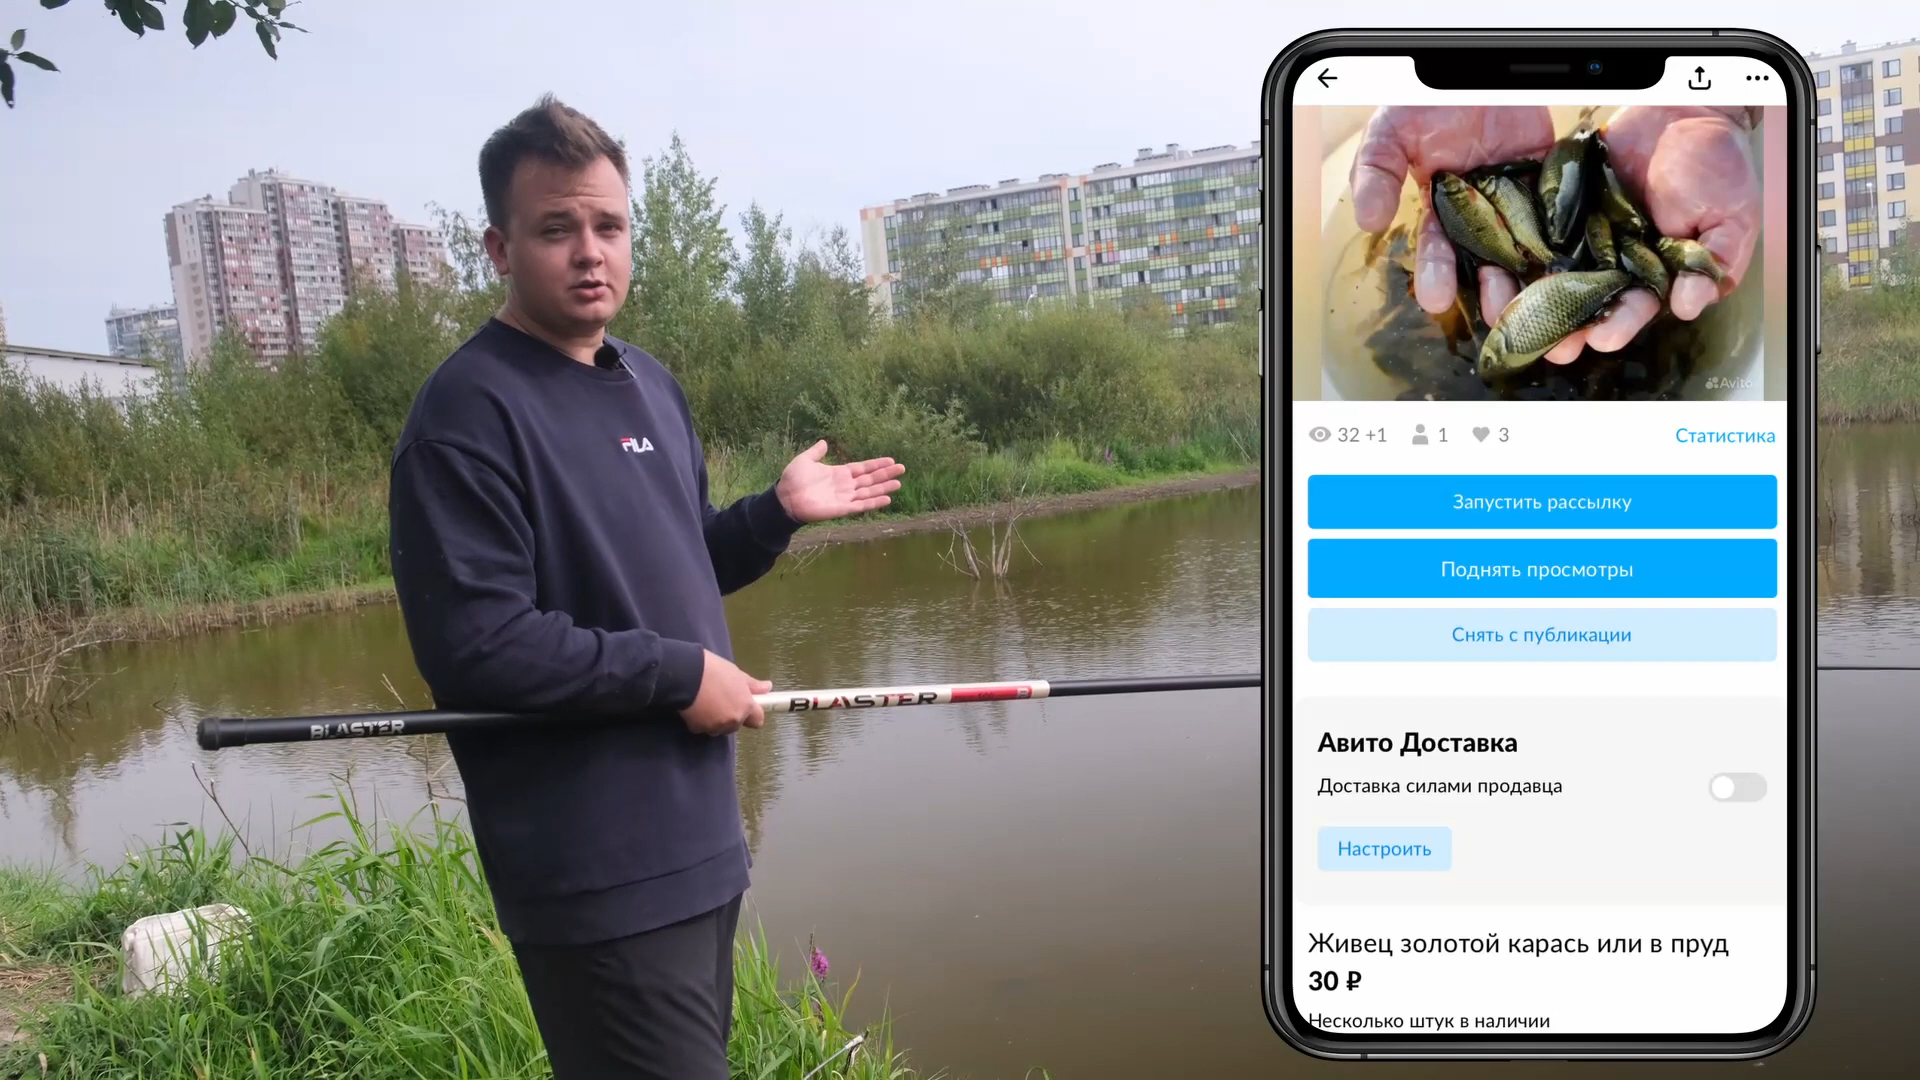 FILA
BLASTER
BLASTER
Avito
32 +1 1 3
Статистика
Запустить рассылку
Поднять просмотры
Снять с публикации
Авито Доставка
Доставка силами продавца
Настроить
Живец золотой карась или в пруд
30 ₽
Несколько штук в наличии